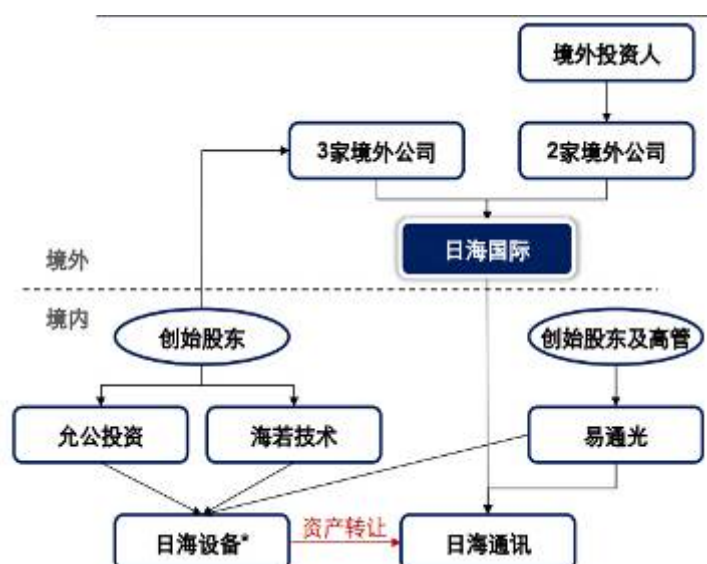 境外投资人
3家境外公司
2家境外公司
日海国际
境外
境内
创始股东
创始股东及高管
允公投资
海若技术
易通光
资产转让
日海设备*
日海通讯